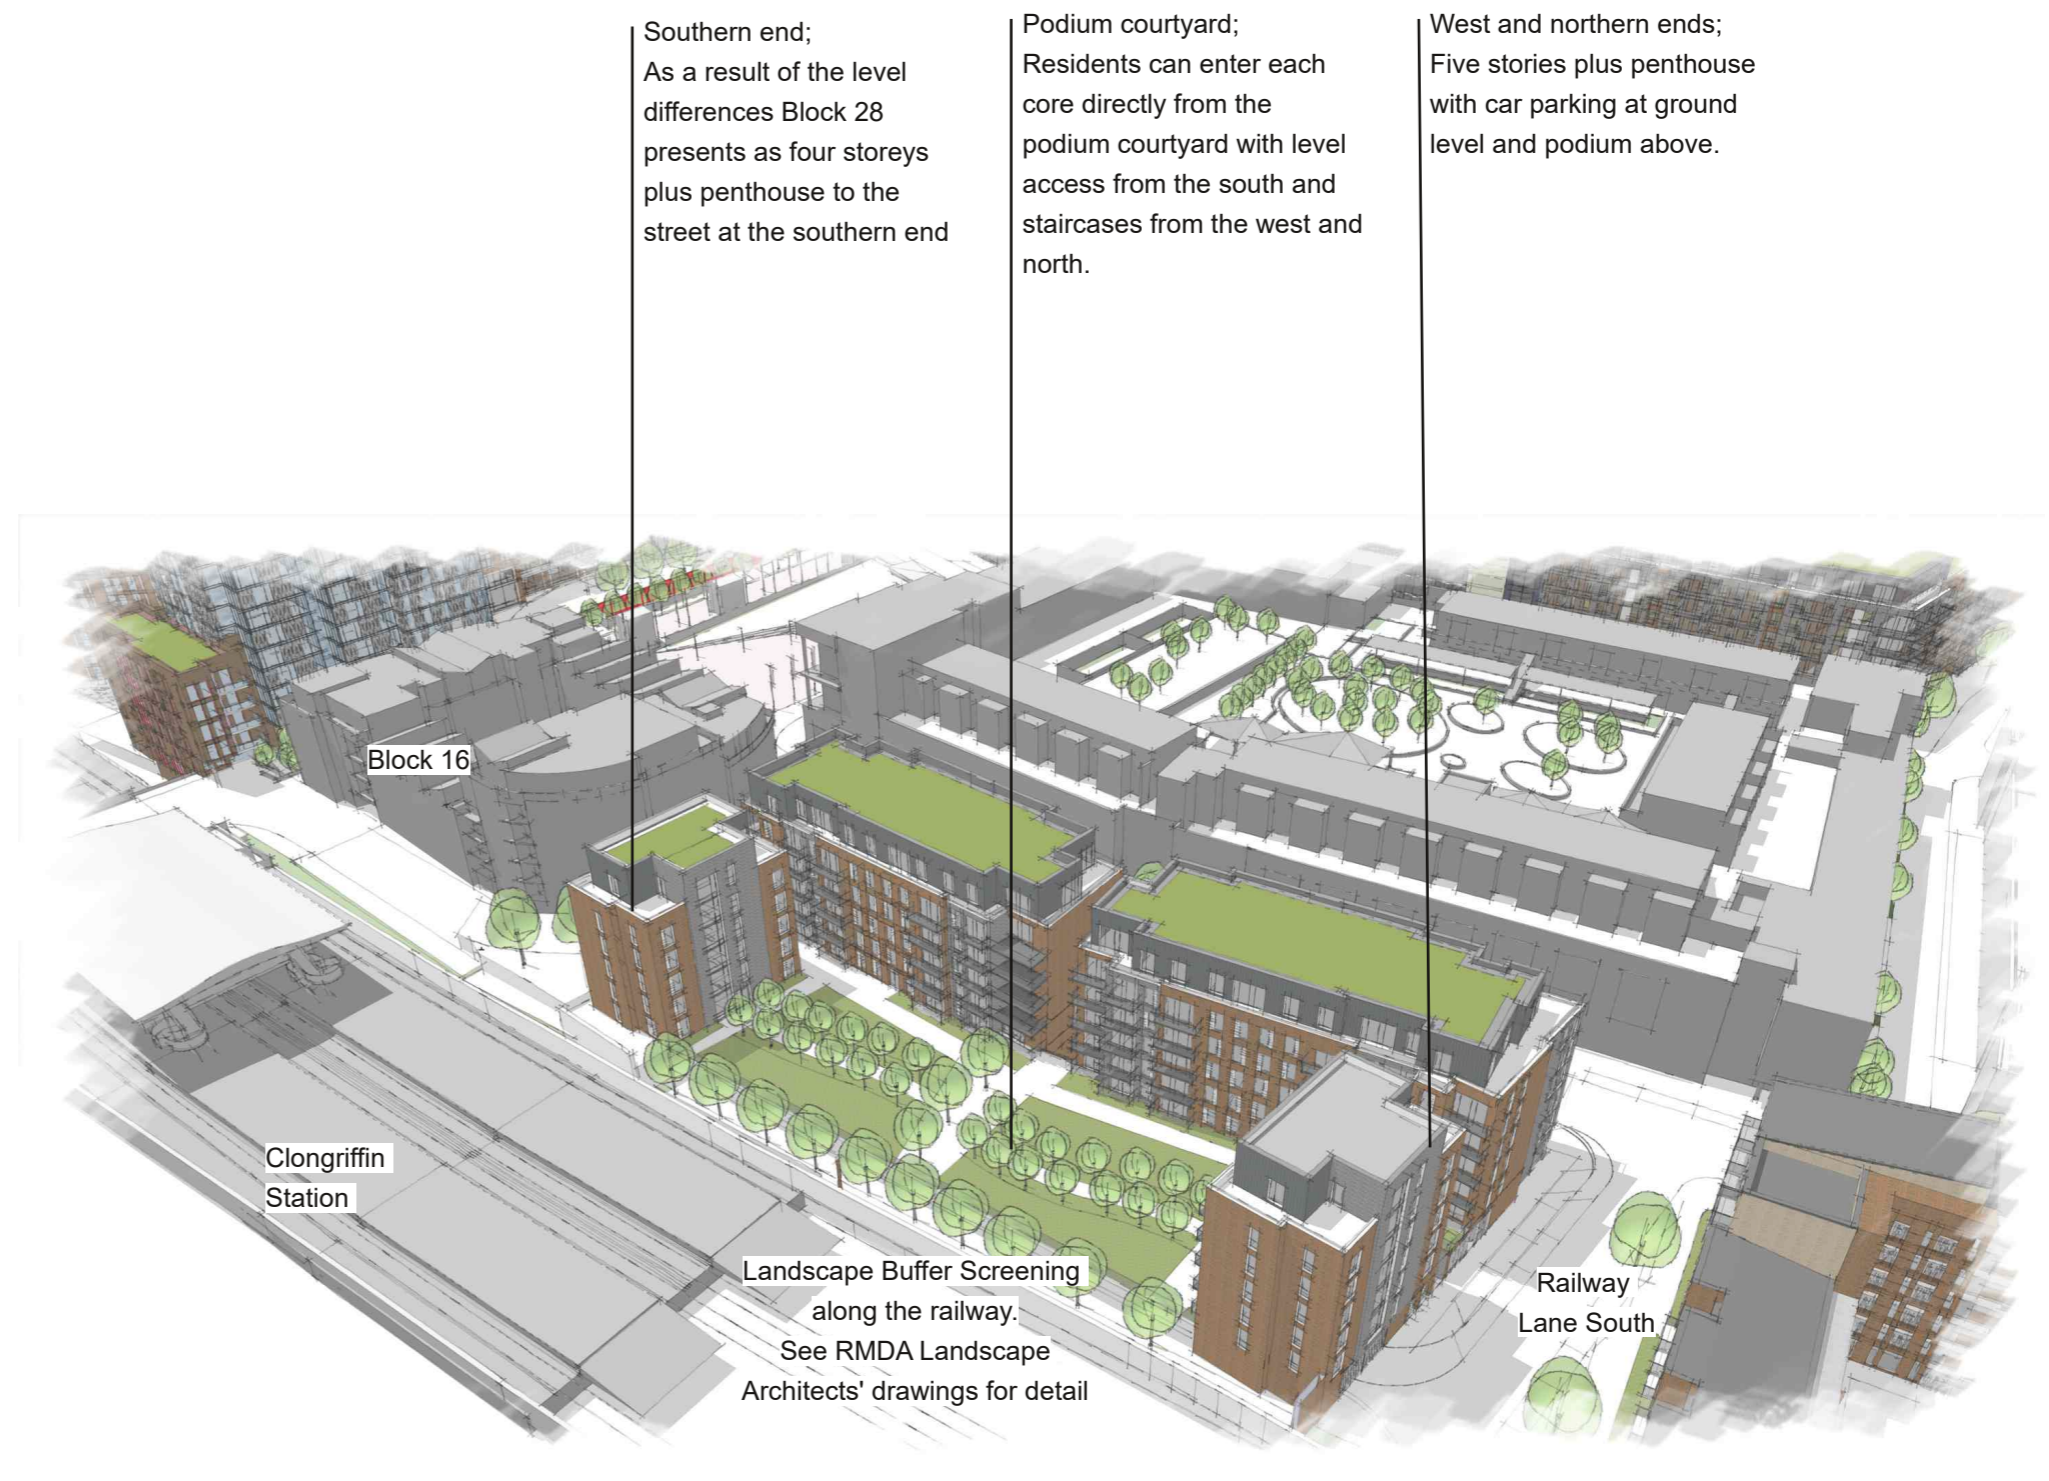 Southern end;
As a result of the level
differences Block 28
presents as four storeys
plus penthouse to the
street at the southern end
Podium courtyard;
Residents can enter each
core directly from the
podium courtyard with level
access from the south and
staircases from the west and
north.
West and northern ends;
Five stories plus penthouse
with car parking at ground
level and podium above.
Block 16
Clongriffin
Station
Landscape Buffer Screening
along the railway.
See RMDA Landscape
Architects' drawings for detail
Railway
Lane South